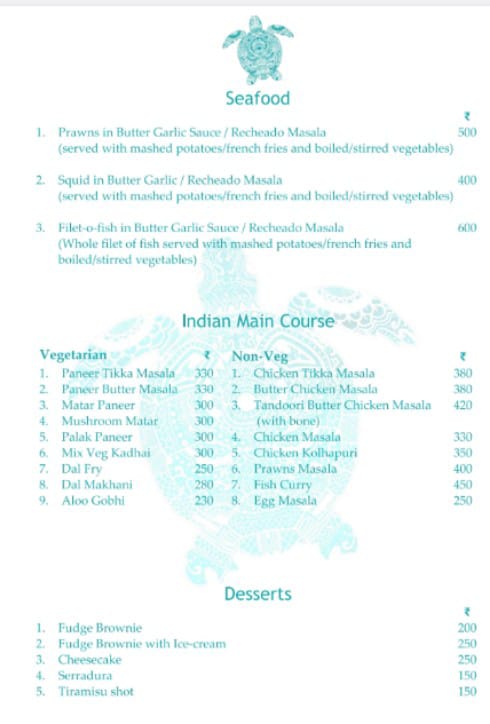 Seafood
₹
1. Prawns in Butter Garlic Sauce / Recheado Masala 500
(served with mashed potatoes/french fries and boiled/stirred vegetables)
2. Squid in Butter Garlic / Recheado Masala 400
(served with mashed potatoes/french fries and boiled/stirred vegetables)
3. Filet-o-fish in Butter Garlic Sauce / Recheado Masala 600
(Whole filet of fish served with mashed potatoes/french fries and
boiled/stirred vegetables)
Indian Main Course
Vegetarian ₹
1. Paneer Tikka Masala 330
2. Paneer Butter Masala 330
3. Matar Paneer 300
4. Mushroom Matar 300
5. Palak Paneer 300
6. Mix Veg Kadhai 300
7. Dal Fry 250
8. Dal Makhani 280
9. Aloo Gobhi 230
Non-Veg ₹
1. Chicken Tikka Masala 380
2. Butter Chicken Masala 380
3. Tandoori Butter Chicken Masala 420
(with bone)
4. Chicken Masala 330
5. Chicken Kolhapuri 350
6. Prawns Masala 400
7. Fish Curry 450
8. Egg Masala 250
Desserts
₹
1. Fudge Brownie 200
2. Fudge Brownie with Ice-cream 250
3. Cheesecake 250
4. Serradura 150
5. Tiramisu shot 150